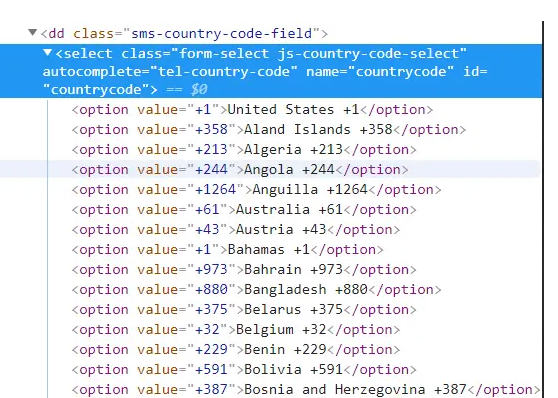 ▼<dd class="sms-country-code-field">
▼<select class="form-select js-country-code-select"
autocomplete="tel-country-code" name="countrycode" id=
"countrycode"> == $0
<option value="+1">United States +1</option>
<option value="+358">Aland Islands +358</option>
<option value="+213">Algeria +213</option>
<option value="+244">Angola +244</option>
<option value="+1264">Anguilla +1264</option>
<option value="+61">Australia +61</option>
<option value="+43">Austria +43</option>
<option value="+1">Bahamas +1</option>
<option value="+973">Bahrain +973</option>
<option value="+880">Bangladesh +880</option>
<option value="+375">Belarus +375</option>
<option value="+32">Belgium +32</option>
<option value="+229">Benin +229</option>
<option value="+591">Bolivia +591</option>
<option value="+387">Bosnia and Herzegovina +387</option>